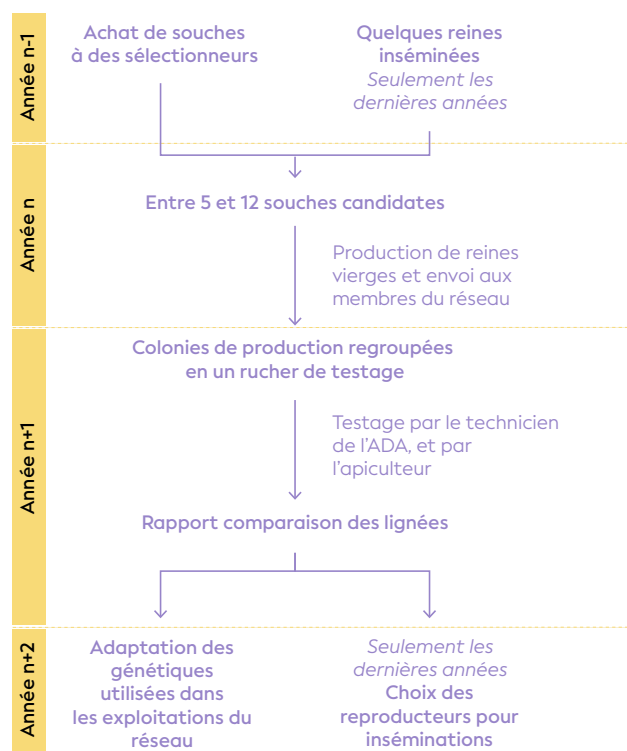 Année n-1
Achat de souches
à des sélectionneurs
Quelques reines
inséminées
Seulement les
dernières années
Année n
Entre 5 et 12 souches candidates
Production de reines
vierges et envoi aux
membres du réseau
Année n+1
Colonies de production regroupées
en un rucher de testage
Testage par le technicien
de l'ADA, et par
l'apiculteur
Rapport comparaison des lignées
Année n+2
Adaptation des
génétiques
utilisées dans
les exploitations du
réseau
Seulement les
dernières années
Choix des
reproducteurs pour
inséminations